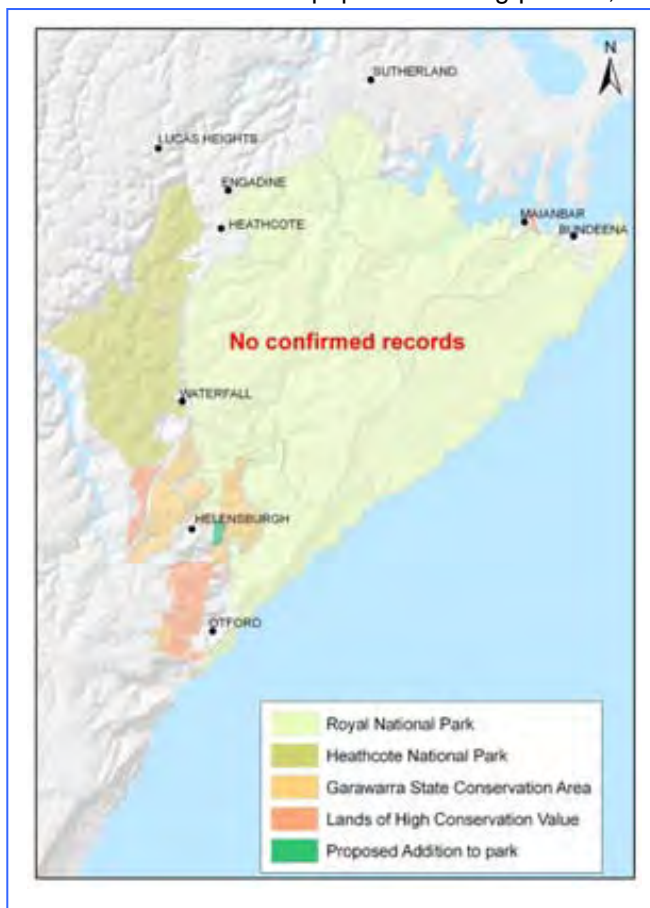 N
SUTHERLAND
LUCAS HEIGHTS
ENGADINE
HEATHCOTE
MAIANBAR
BUNDEENA
No confirmed records
WATERFALL
HELENSBURGH
OTFORD
Royal National Park
Heathcote National Park
Garawarra State Conservation Area
Lands of High Conservation Value
Proposed Addition to park